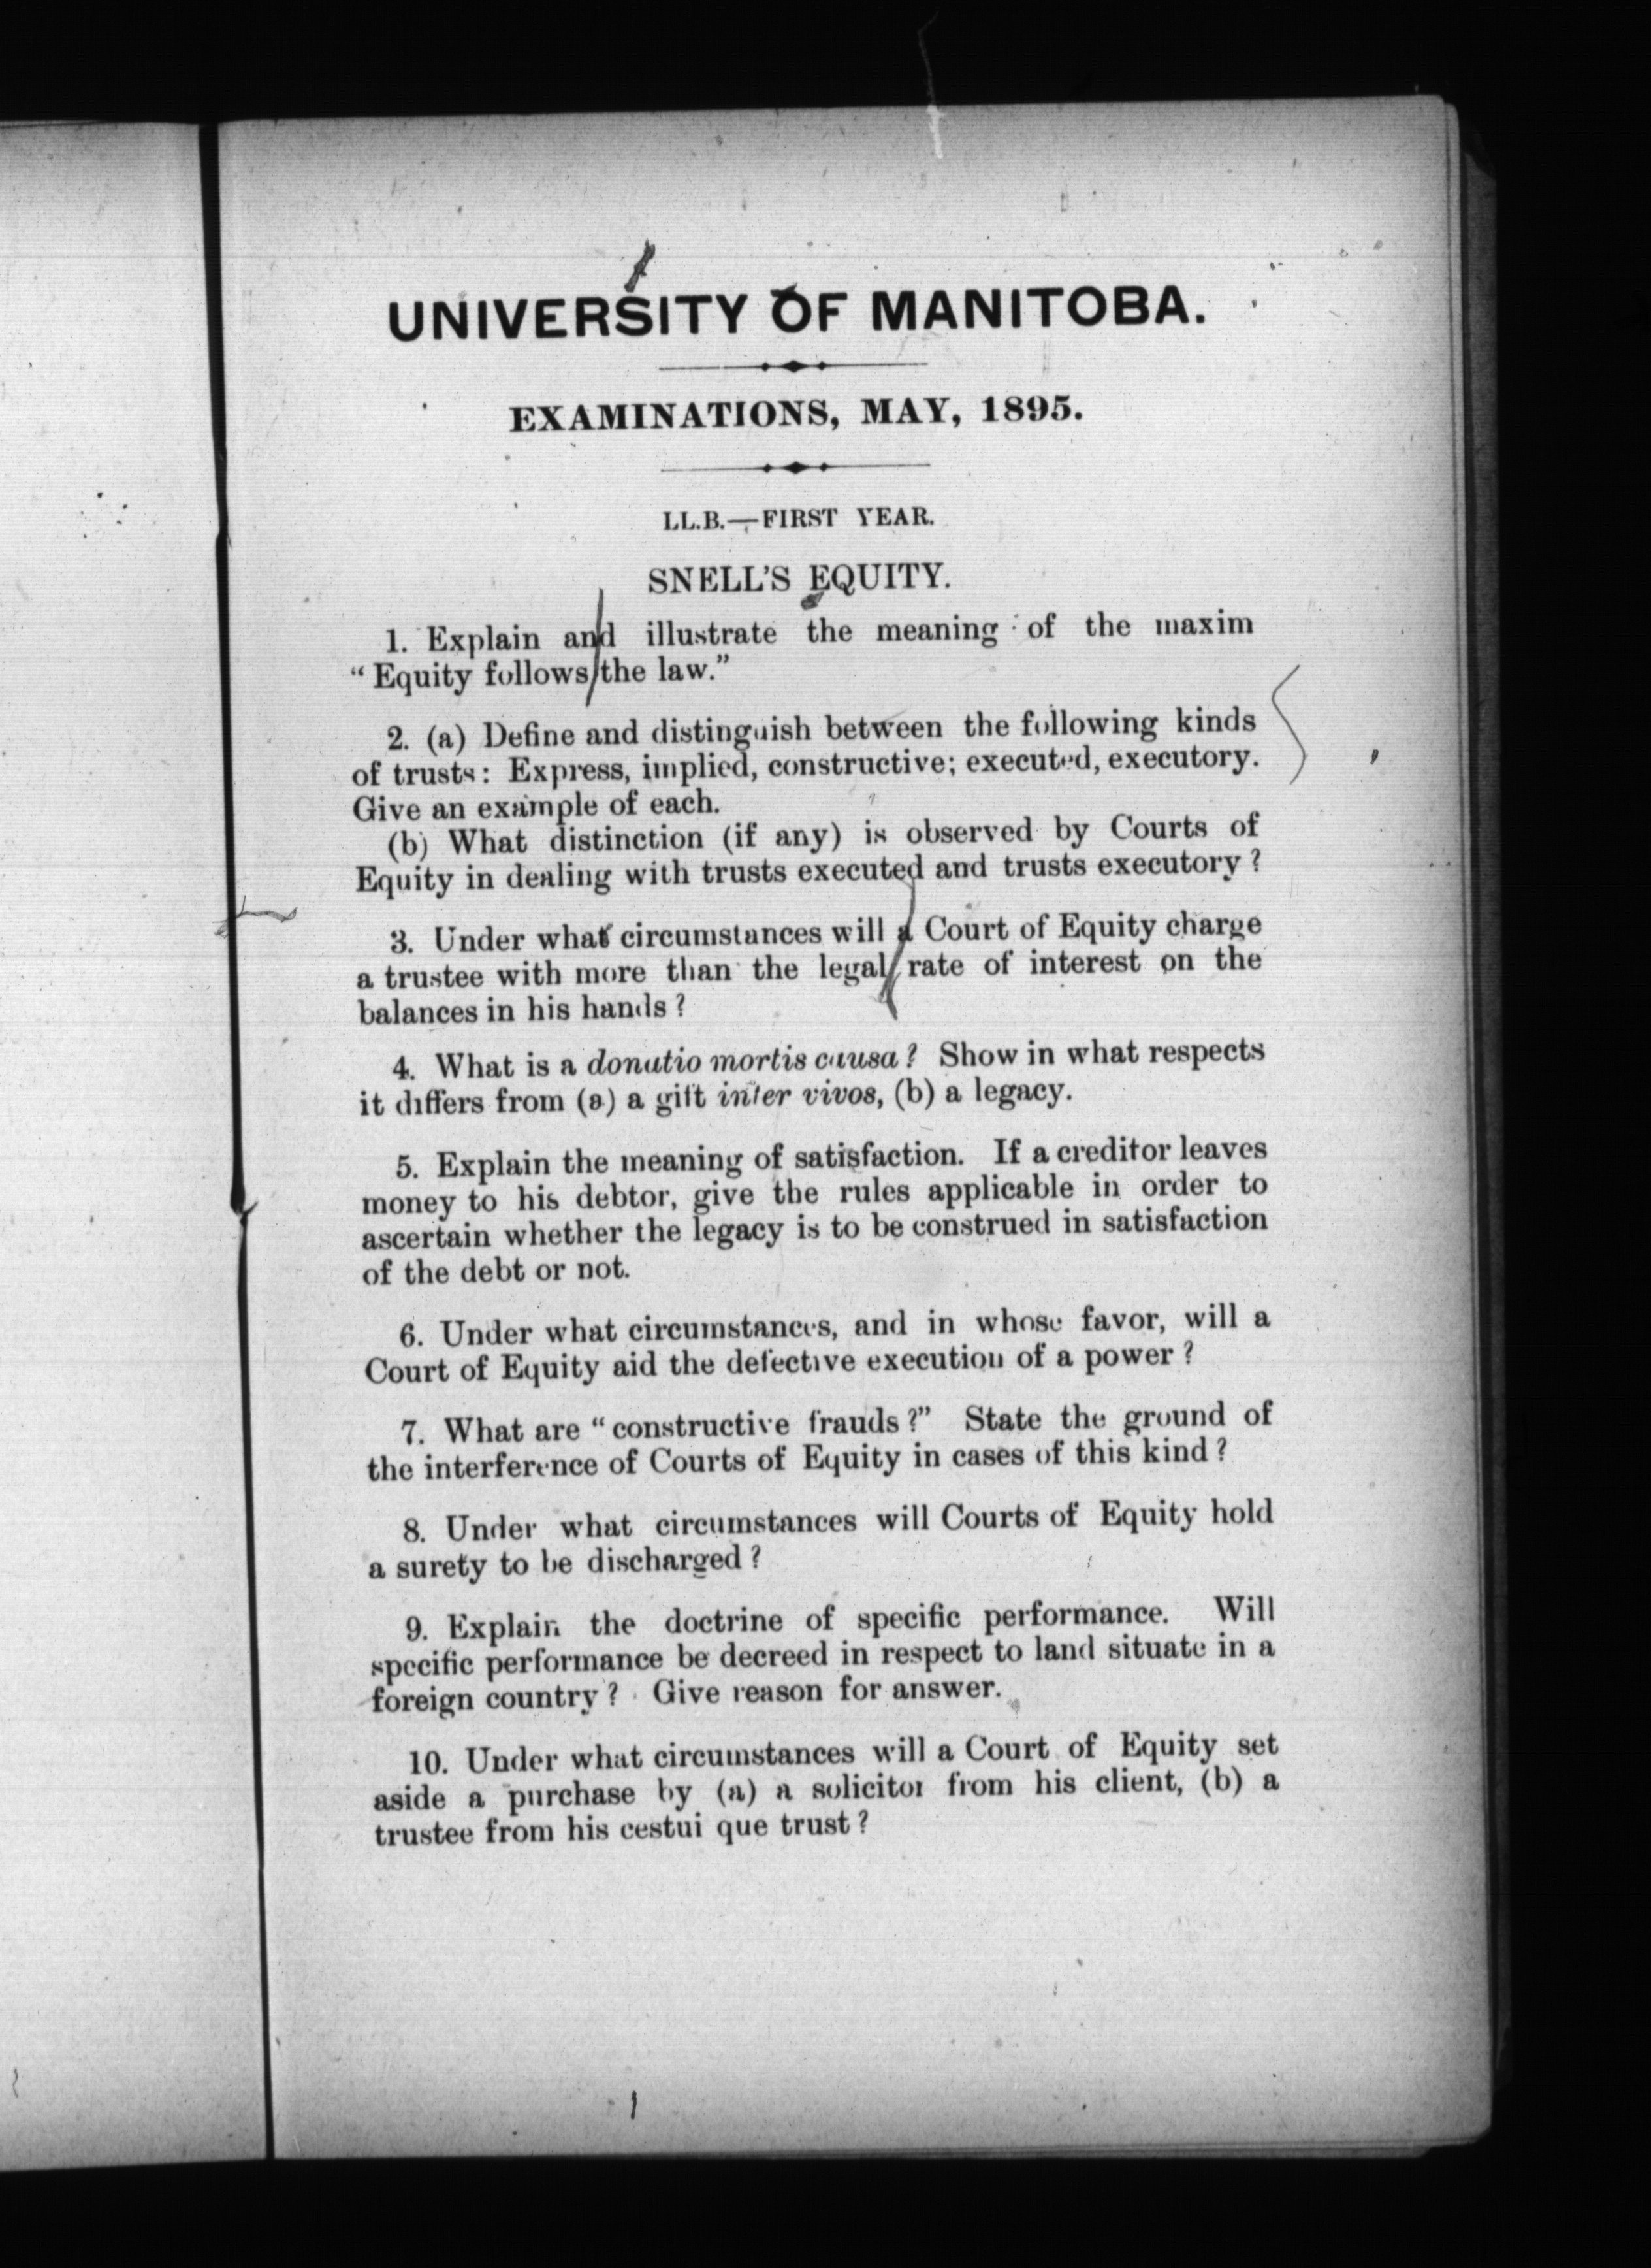 UNIVERSITY OF MANITOBA.
EXAMINATIONS, MAY, 1895.
LL.B.—FIRST YEAR.
SNELL'S EQUITY.
1. Explain and illustrate the meaning of the maxim
“Equity follows the law.”
2. (a) Define and distinguish between the following kinds
of trusts: Express, implied, constructive; executed, executory.
Give an example of each.
(b) What distinction (if any) is observed by Courts of
Equity in dealing with trusts executed and trusts executory?
3. Under what circumstances will a Court of Equity charge
a trustee with more than the legal rate of interest on the
balances in his hands?
4. What is a donatio mortis causa? Show in what respects
it differs from (a) a gift inter vivos, (b) a legacy.
5. Explain the meaning of satisfaction. If a creditor leaves
money to his debtor, give the rules applicable in order to
ascertain whether the legacy is to be construed in satisfaction
of the debt or not.
6. Under what circumstances, and in whose favor, will a
Court of Equity aid the defective execution of a power?
7. What are “constructive frauds?” State the ground of
the interference of Courts of Equity in cases of this kind?
8. Under what circumstances will Courts of Equity hold
a surety to be discharged?
9. Explain the doctrine of specific performance. Will
specific performance be decreed in respect to land situate in a
foreign country? Give reason for answer.
10. Under what circumstances will a Court of Equity set
aside a purchase by (a) a solicitor from his client, (b) a
trustee from his cestui que trust?